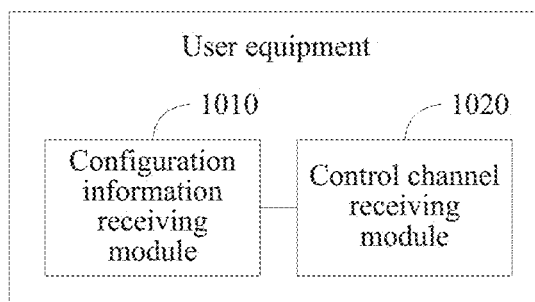 User equipment
1010
1020
Configuration
information
receiving
module
Control channel
receiving
module